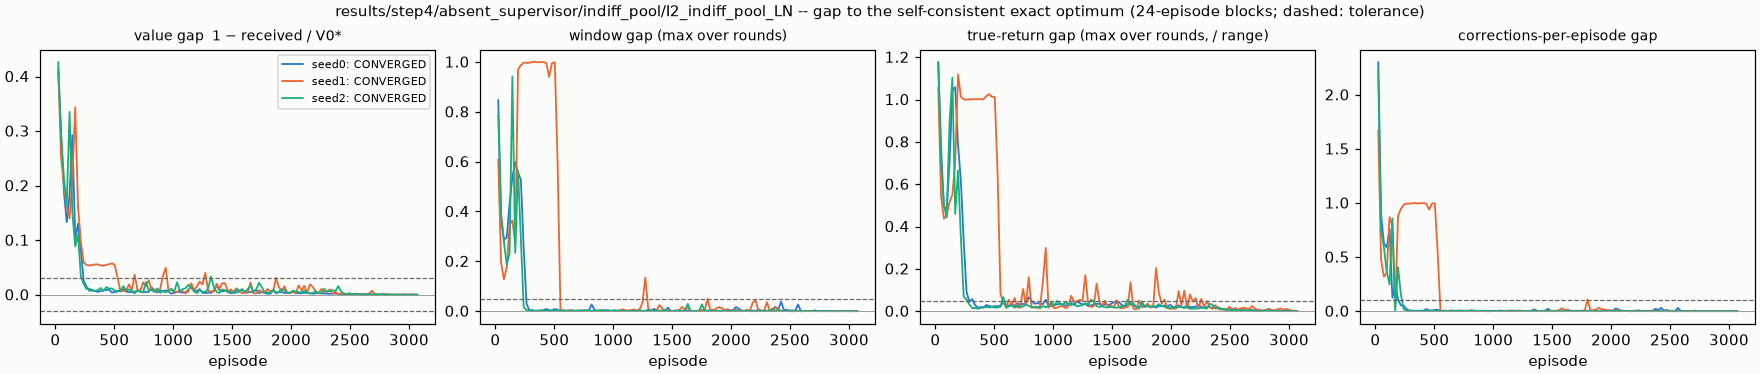 results/step4/absent_supervisor/indiff_pool/l2_indiff_pool_LN -- gap to the self-consistent exact optimum (24-episode blocks; dashed: tolerance)
value gap 1 − received / V0*
0.4
0.3
0.2
0.1
0.0
0 500 1000 1500 2000 2500 3000
episode
seed0: CONVERGED
seed1: CONVERGED
seed2: CONVERGED
window gap (max over rounds)
1.0
0.8
0.6
0.4
0.2
0.0
0 500 1000 1500 2000 2500 3000
episode
true-return gap (max over rounds, / range)
1.2
1.0
0.8
0.6
0.4
0.2
0.0
0 500 1000 1500 2000 2500 3000
episode
corrections-per-episode gap
2.0
1.5
1.0
0.5
0.0
0 500 1000 1500 2000 2500 3000
episode